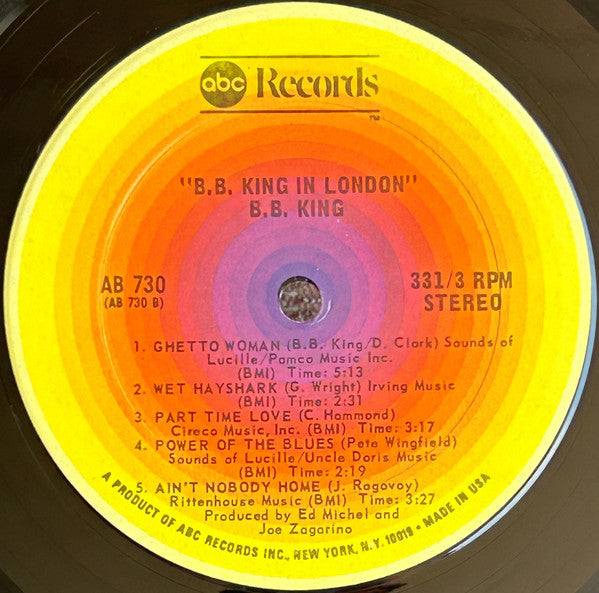 abc Records
TM
"B.B. KING IN LONDON"
B.B. KING
AB 730
(AB 730 B)
33 1/3 RPM
STEREO
1. GHETTO WOMAN (B.B. King/D. Clark) Sounds of
Lucille/Pamco Music Inc.
(BMI) Time: 5:13
2. WET HAYSHARK (G. Wright) Irving Music
(BMI) Time: 2:31
3. PART TIME LOVE (C. Hammond)
Cireco Music, Inc. (BMI) Time: 3:17
4. POWER OF THE BLUES (Pete Wingfield)
Sounds of Lucille/Uncle Doris Music
(BMI) Time: 2:19
5. AIN'T NOBODY HOME (J. Ragovoy)
Rittenhouse Music (BMI) Time: 3:27
Produced by Ed Michel and
Joe Zagarino
A PRODUCT OF ABC RECORDS INC., NEW YORK, N.Y. 10019 • MADE IN USA